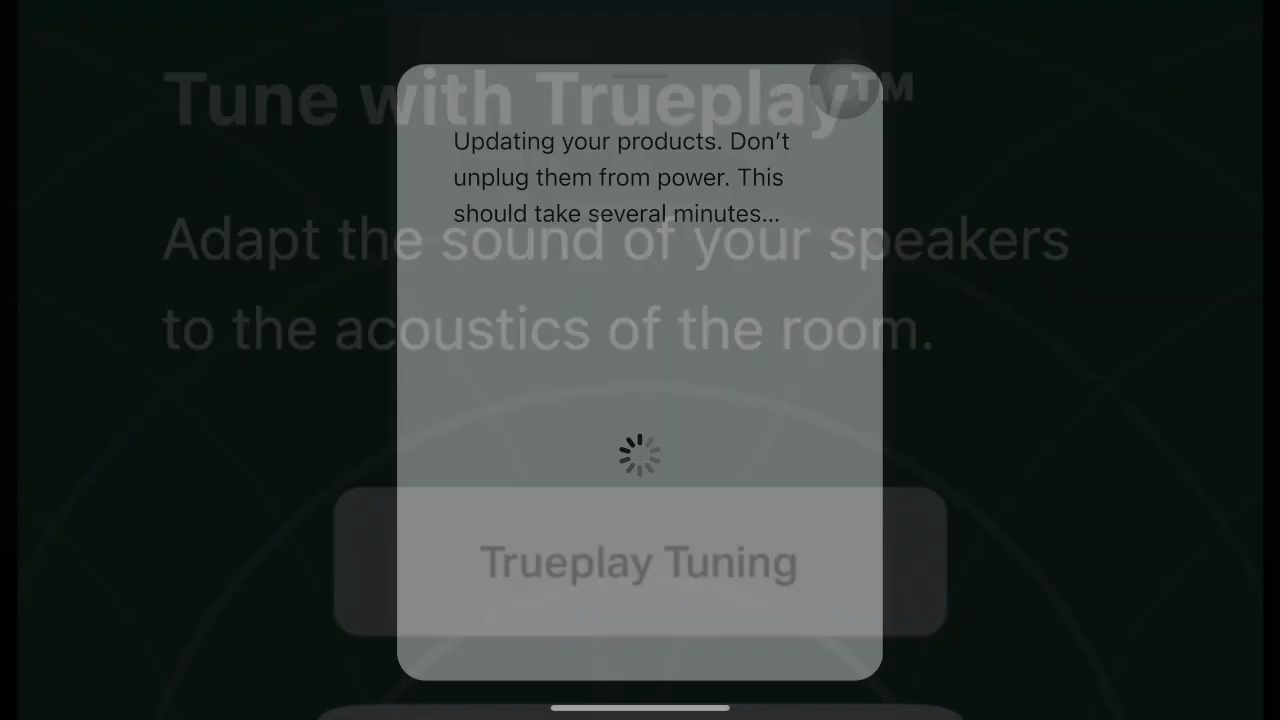 Tune with Trueplay™
Updating your products. Don’t
unplug them from power. This
should take several minutes...
Adapt the sound of your speakers
to the acoustics of the room.
Trueplay Tuning